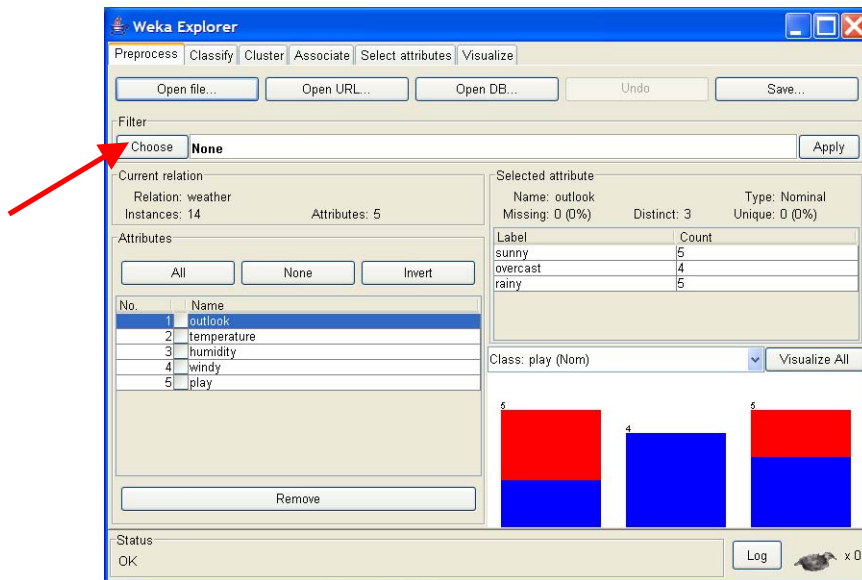 Weka Explorer
Preprocess Classify Cluster Associate Select attributes Visualize
Open file... Open URL... Open DB... Undo Save...
Filter
Choose None Apply
Current relation
Relation: weather
Instances: 14 Attributes: 5
Selected attribute
Name: outlook Type: Nominal
Missing: 0 (0%) Distinct: 3 Unique: 0 (0%)
Label Count
sunny 5
overcast 4
rainy 5
Attributes
All None Invert
No. Name
1 outlook
2 temperature
3 humidity
4 windy
5 play
Remove
Class: play (Nom) Visualize All
5 4 5
Status
OK
Log x 0